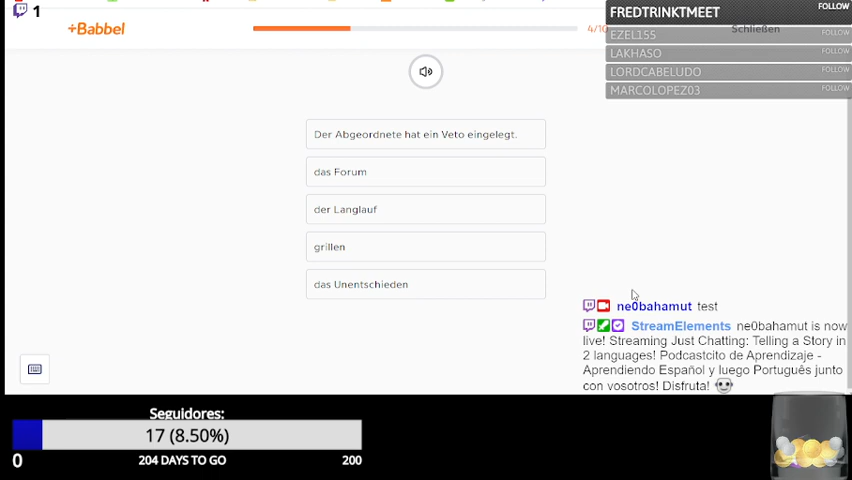 1
+Babbel
4/10
Schließen
FREDTRINKTMEET FOLLOW
EZEL155 FOLLOW
LAKHASO FOLLOW
LORDCABELUDO FOLLOW
MARCOLOPEZ03 FOLLOW
Der Abgeordnete hat ein Veto eingelegt.
das Forum
der Langlauf
grillen
das Unentschieden
ne0bahamut test
StreamElements ne0bahamut is now
live! Streaming Just Chatting: Telling a Story in
2 languages! Podcastcito de Aprendizaje -
Aprendiendo Español y luego Português junto
con vosotros! Disfruta!
Seguidores:
17 (8.50%)
0 204 DAYS TO GO 200